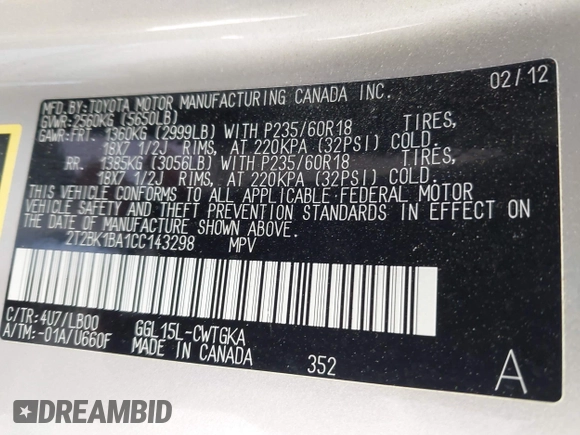 MFD.BY:TOYOTA MOTOR MANUFACTURING CANADA INC. 02/12
GVWR:2560KG (5650LB)
GAWR:FRT. 1360KG (2999LB) WITH P235/60R18 TIRES,
18X7 1/2J RIMS, AT 220KPA (32PSI) COLD.
RR. 1385KG (3056LB) WITH P235/60R18 TIRES,
18X7 1/2J RIMS, AT 220KPA (32PSI) COLD.
THIS VEHICLE CONFORMS TO ALL APPLICABLE FEDERAL MOTOR
VEHICLE SAFETY AND THEFT PREVENTION STANDARDS IN EFFECT ON
THE DATE OF MANUFACTURE SHOWN ABOVE.
2T2BK1BA1CC143298 MPV
C/TR:4U7/LB00 GGL15L-CWTGKA
A/TM:-01A/U660F MADE IN CANADA 352 A
DREAMBID